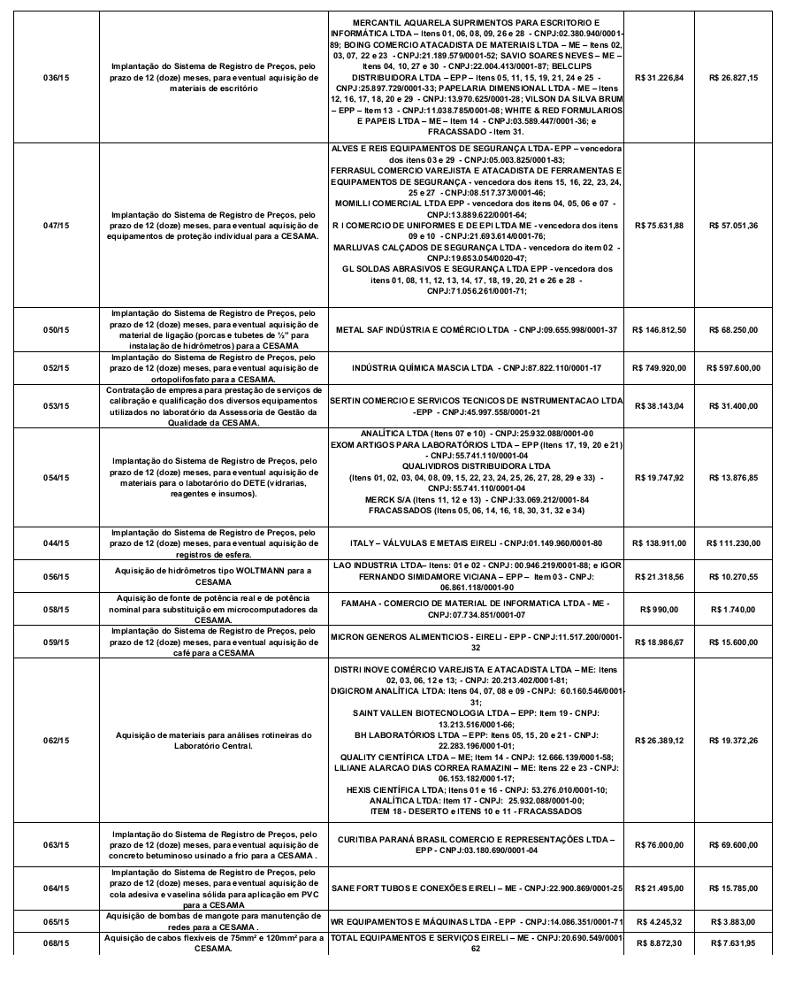 036/15
Implantação do Sistema de Registro de Preços, pelo
prazo de 12 (doze) meses, para eventual aquisição de
materiais de escritório
MERCANTIL AQUARELA SUPRIMENTOS PARA ESCRITORIO E
INFORMÁTICA LTDA – Itens 01, 06, 08, 09, 26 e 28 - CNPJ:02.380.940/0001-
89; BOING COMERCIO ATACADISTA DE MATERIAIS LTDA – ME – Itens 02,
03, 07, 22 e 23 - CNPJ:21.189.579/0001-52; SAVIO SOARES NEVES – ME –
Itens 04, 10, 27 e 30 - CNPJ:22.004.413/0001-87; BELCLIPS
DISTRIBUIDORA LTDA – EPP – Itens 05, 11, 15, 19, 21, 24 e 25 -
CNPJ:25.897.729/0001-33; PAPELARIA DIMENSIONAL LTDA - ME – Itens
12, 16, 17, 18, 20 e 29 - CNPJ:13.970.625/0001-28; VILSON DA SILVA BRUM
– EPP – Item 13 - CNPJ:11.038.785/0001-08; WHITE & RED FORMULARIOS
E PAPEIS LTDA – ME – Item 14 - CNPJ:03.589.447/0001-36; e
FRACASSADO - Item 31.
R$ 31.226,84
R$ 26.827,15
047/15
Implantação do Sistema de Registro de Preços, pelo
prazo de 12 (doze) meses, para eventual aquisição de
equipamentos de proteção individual para a CESAMA.
ALVES E REIS EQUIPAMENTOS DE SEGURANÇA LTDA- EPP – vencedora
dos itens 03 e 29 - CNPJ:05.003.825/0001-83;
FERRASUL COMERCIO VAREJISTA E ATACADISTA DE FERRAMENTAS E
EQUIPAMENTOS DE SEGURANÇA - vencedora dos itens 15, 16, 22, 23, 24,
25 e 27 - CNPJ:08.517.373/0001-46;
MOMILLI COMERCIAL LTDA EPP - vencedora dos itens 04, 05, 06 e 07 -
CNPJ:13.889.622/0001-64;
R I COMERCIO DE UNIFORMES E DE EPI LTDA ME - vencedora dos itens
09 e 10 - CNPJ:21.693.614/0001-76;
MARLUVAS CALÇADOS DE SEGURANÇA LTDA - vencedora do item 02 -
CNPJ:19.653.054/0020-47;
GL SOLDAS ABRASIVOS E SEGURANÇA LTDA EPP - vencedora dos
itens 01, 08, 11, 12, 13, 14, 17, 18, 19, 20, 21 e 26 e 28 -
CNPJ:71.056.261/0001-71;
R$ 75.631,88
R$ 57.051,36
050/15
Implantação do Sistema de Registro de Preços, pelo
prazo de 12 (doze) meses, para eventual aquisição de
material de ligação (porcas e tubetes de ½" para
instalação de hidrômetros) para a CESAMA
METAL SAF INDÚSTRIA E COMÉRCIO LTDA - CNPJ:09.655.998/0001-37
R$ 146.812,50
R$ 68.250,00
052/15
Implantação do Sistema de Registro de Preços, pelo
prazo de 12 (doze) meses, para eventual aquisição de
ortopolifosfato para a CESAMA.
INDÚSTRIA QUÍMICA MASCIA LTDA - CNPJ:87.822.110/0001-17
R$ 749.920,00
R$ 597.600,00
053/15
Contratação de empresa para prestação de serviços de
calibração e qualificação dos diversos equipamentos
utilizados no laboratório da Assessoria de Gestão da
Qualidade da CESAMA.
SERTIN COMERCIO E SERVICOS TECNICOS DE INSTRUMENTACAO LTDA
-EPP - CNPJ:45.997.558/0001-21
R$ 38.143,04
R$ 31.400,00
054/15
Implantação do Sistema de Registro de Preços, pelo
prazo de 12 (doze) meses, para eventual aquisição de
materiais para o labotarório do DETE (vidrarias,
reagentes e insumos).
ANALÍTICA LTDA (Itens 07 e 10) - CNPJ:25.932.088/0001-00
EXOM ARTIGOS PARA LABORATÓRIOS LTDA – EPP (Itens 17, 19, 20 e 21)
- CNPJ:55.741.110/0001-04
QUALIVIDROS DISTRIBUIDORA LTDA
(Itens 01, 02, 03, 04, 08, 09, 15, 22, 23, 24, 25, 26, 27, 28, 29 e 33) -
CNPJ:55.741.110/0001-04
MERCK S/A (Itens 11, 12 e 13) - CNPJ:33.069.212/0001-84
FRACASSADOS (Itens 05, 06, 14, 16, 18, 30, 31, 32 e 34)
R$ 19.747,92
R$ 13.876,85
044/15
Implantação do Sistema de Registro de Preços, pelo
prazo de 12 (doze) meses, para eventual aquisição de
registros de esfera.
ITALY – VÁLVULAS E METAIS EIRELI - CNPJ:01.149.960/0001-80
R$ 138.911,00
R$ 111.230,00
056/15
Aquisição de hidrômetros tipo WOLTMANN para a
CESAMA
LAO INDUSTRIA LTDA– Itens: 01 e 02 - CNPJ: 00.946.219/0001-88; e IGOR
FERNANDO SIMIDAMORE VICIANA – EPP – Item 03 - CNPJ:
06.861.118/0001-90
R$ 21.318,56
R$ 10.270,55
058/15
Aquisição de fonte de potência real e de potência
nominal para substituição em microcomputadores da
CESAMA.
FAMAHA - COMERCIO DE MATERIAL DE INFORMATICA LTDA - ME -
CNPJ:07.734.851/0001-07
R$ 990,00
R$ 1.740,00
059/15
Implantação do Sistema de Registro de Preços, pelo
prazo de 12 (doze) meses, para eventual aquisição de
café para a CESAMA
MICRON GENEROS ALIMENTICIOS - EIRELI - EPP - CNPJ:11.517.200/0001-
32
R$ 18.986,67
R$ 15.600,00
062/15
Aquisição de materiais para análises rotineiras do
Laboratório Central.
DISTRI INOVE COMÉRCIO VAREJISTA E ATACADISTA LTDA – ME: Itens
02, 03, 06, 12 e 13; - CNPJ: 20.213.402/0001-81;
DIGICROM ANALÍTICA LTDA: Itens 04, 07, 08 e 09 - CNPJ: 60.160.546/0001-
31;
SAINT VALLEN BIOTECNOLOGIA LTDA – EPP: Item 19 - CNPJ:
13.213.516/0001-66;
BH LABORATÓRIOS LTDA – EPP: Itens 05, 15, 20 e 21 - CNPJ:
22.283.196/0001-01;
QUALITY CIENTÍFICA LTDA – ME; Item 14 - CNPJ: 12.666.139/0001-58;
LILIANE ALARCAO DIAS CORREA RAMAZINI – ME: Itens 22 e 23 - CNPJ:
06.153.182/0001-17;
HEXIS CIENTÍFICA LTDA; Itens 01 e 16 - CNPJ: 53.276.010/0001-10;
ANALÍTICA LTDA: Item 17 - CNPJ: 25.932.088/0001-00;
ITEM 18 - DESERTO e ITENS 10 e 11 - FRACASSADOS
R$ 26.389,12
R$ 19.372,26
063/15
Implantação do Sistema de Registro de Preços, pelo
prazo de 12 (doze) meses, para eventual aquisição de
concreto betuminoso usinado a frio para a CESAMA .
CURITIBA PARANÁ BRASIL COMERCIO E REPRESENTAÇÕES LTDA –
EPP - CNPJ:03.180.690/0001-04
R$ 76.000,00
R$ 69.600,00
064/15
Implantação do Sistema de Registro de Preços, pelo
prazo de 12 (doze) meses, para eventual aquisição de
cola adesiva e vaselina sólida para aplicação em PVC
para a CESAMA
SANE FORT TUBOS E CONEXÕES EIRELI – ME - CNPJ:22.900.869/0001-25
R$ 21.495,00
R$ 15.785,00
065/15
Aquisição de bombas de mangote para manutenção de
redes para a CESAMA .
WR EQUIPAMENTOS E MÁQUINAS LTDA - EPP - CNPJ:14.086.351/0001-71
R$ 4.245,32
R$ 3.883,00
068/15
Aquisição de cabos flexíveis de 75mm² e 120mm² para a
CESAMA.
TOTAL EQUIPAMENTOS E SERVIÇOS EIRELI – ME - CNPJ:20.690.549/0001-
62
R$ 8.872,30
R$ 7.631,95